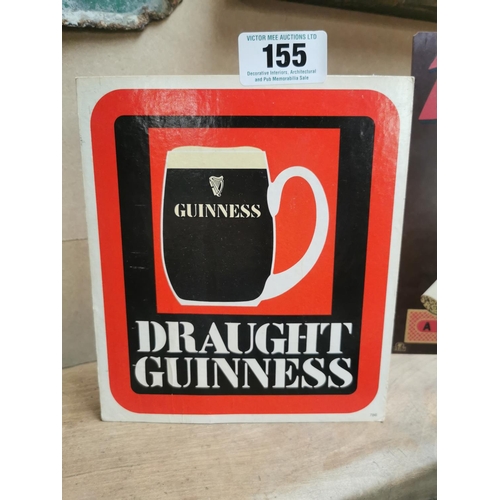 VICTOR MEE AUCTIONS LTD
155
Decorative Interiors, Architectural
and Pub Memorabilia Sale
GUINNESS
DRAUGHT
GUINNESS
A